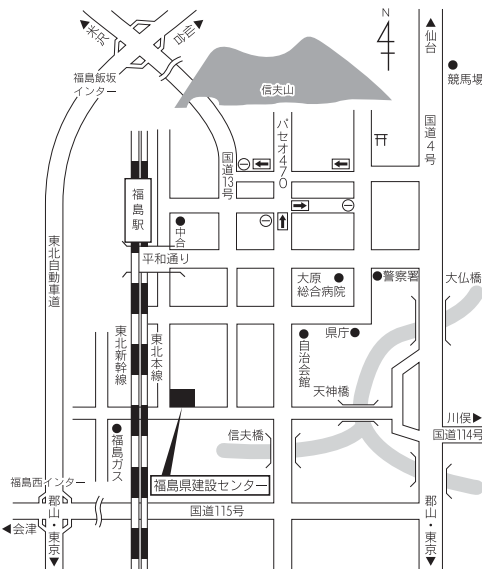 N
米沢
仙台
仙台
競馬場
福島飯坂
インター
信夫山
パセオ470
国道13号
国道4号
福島駅
中合
平和通り
東北自動車道
大原
総合病院
警察署
大仏橋
東北新幹線
東北本線
県庁
自治会館
天神橋
川俣
国道114号
福島ガス
信夫橋
福島県建設センター
福島西インター
国道115号
会津
郡山・東京
郡山・東京